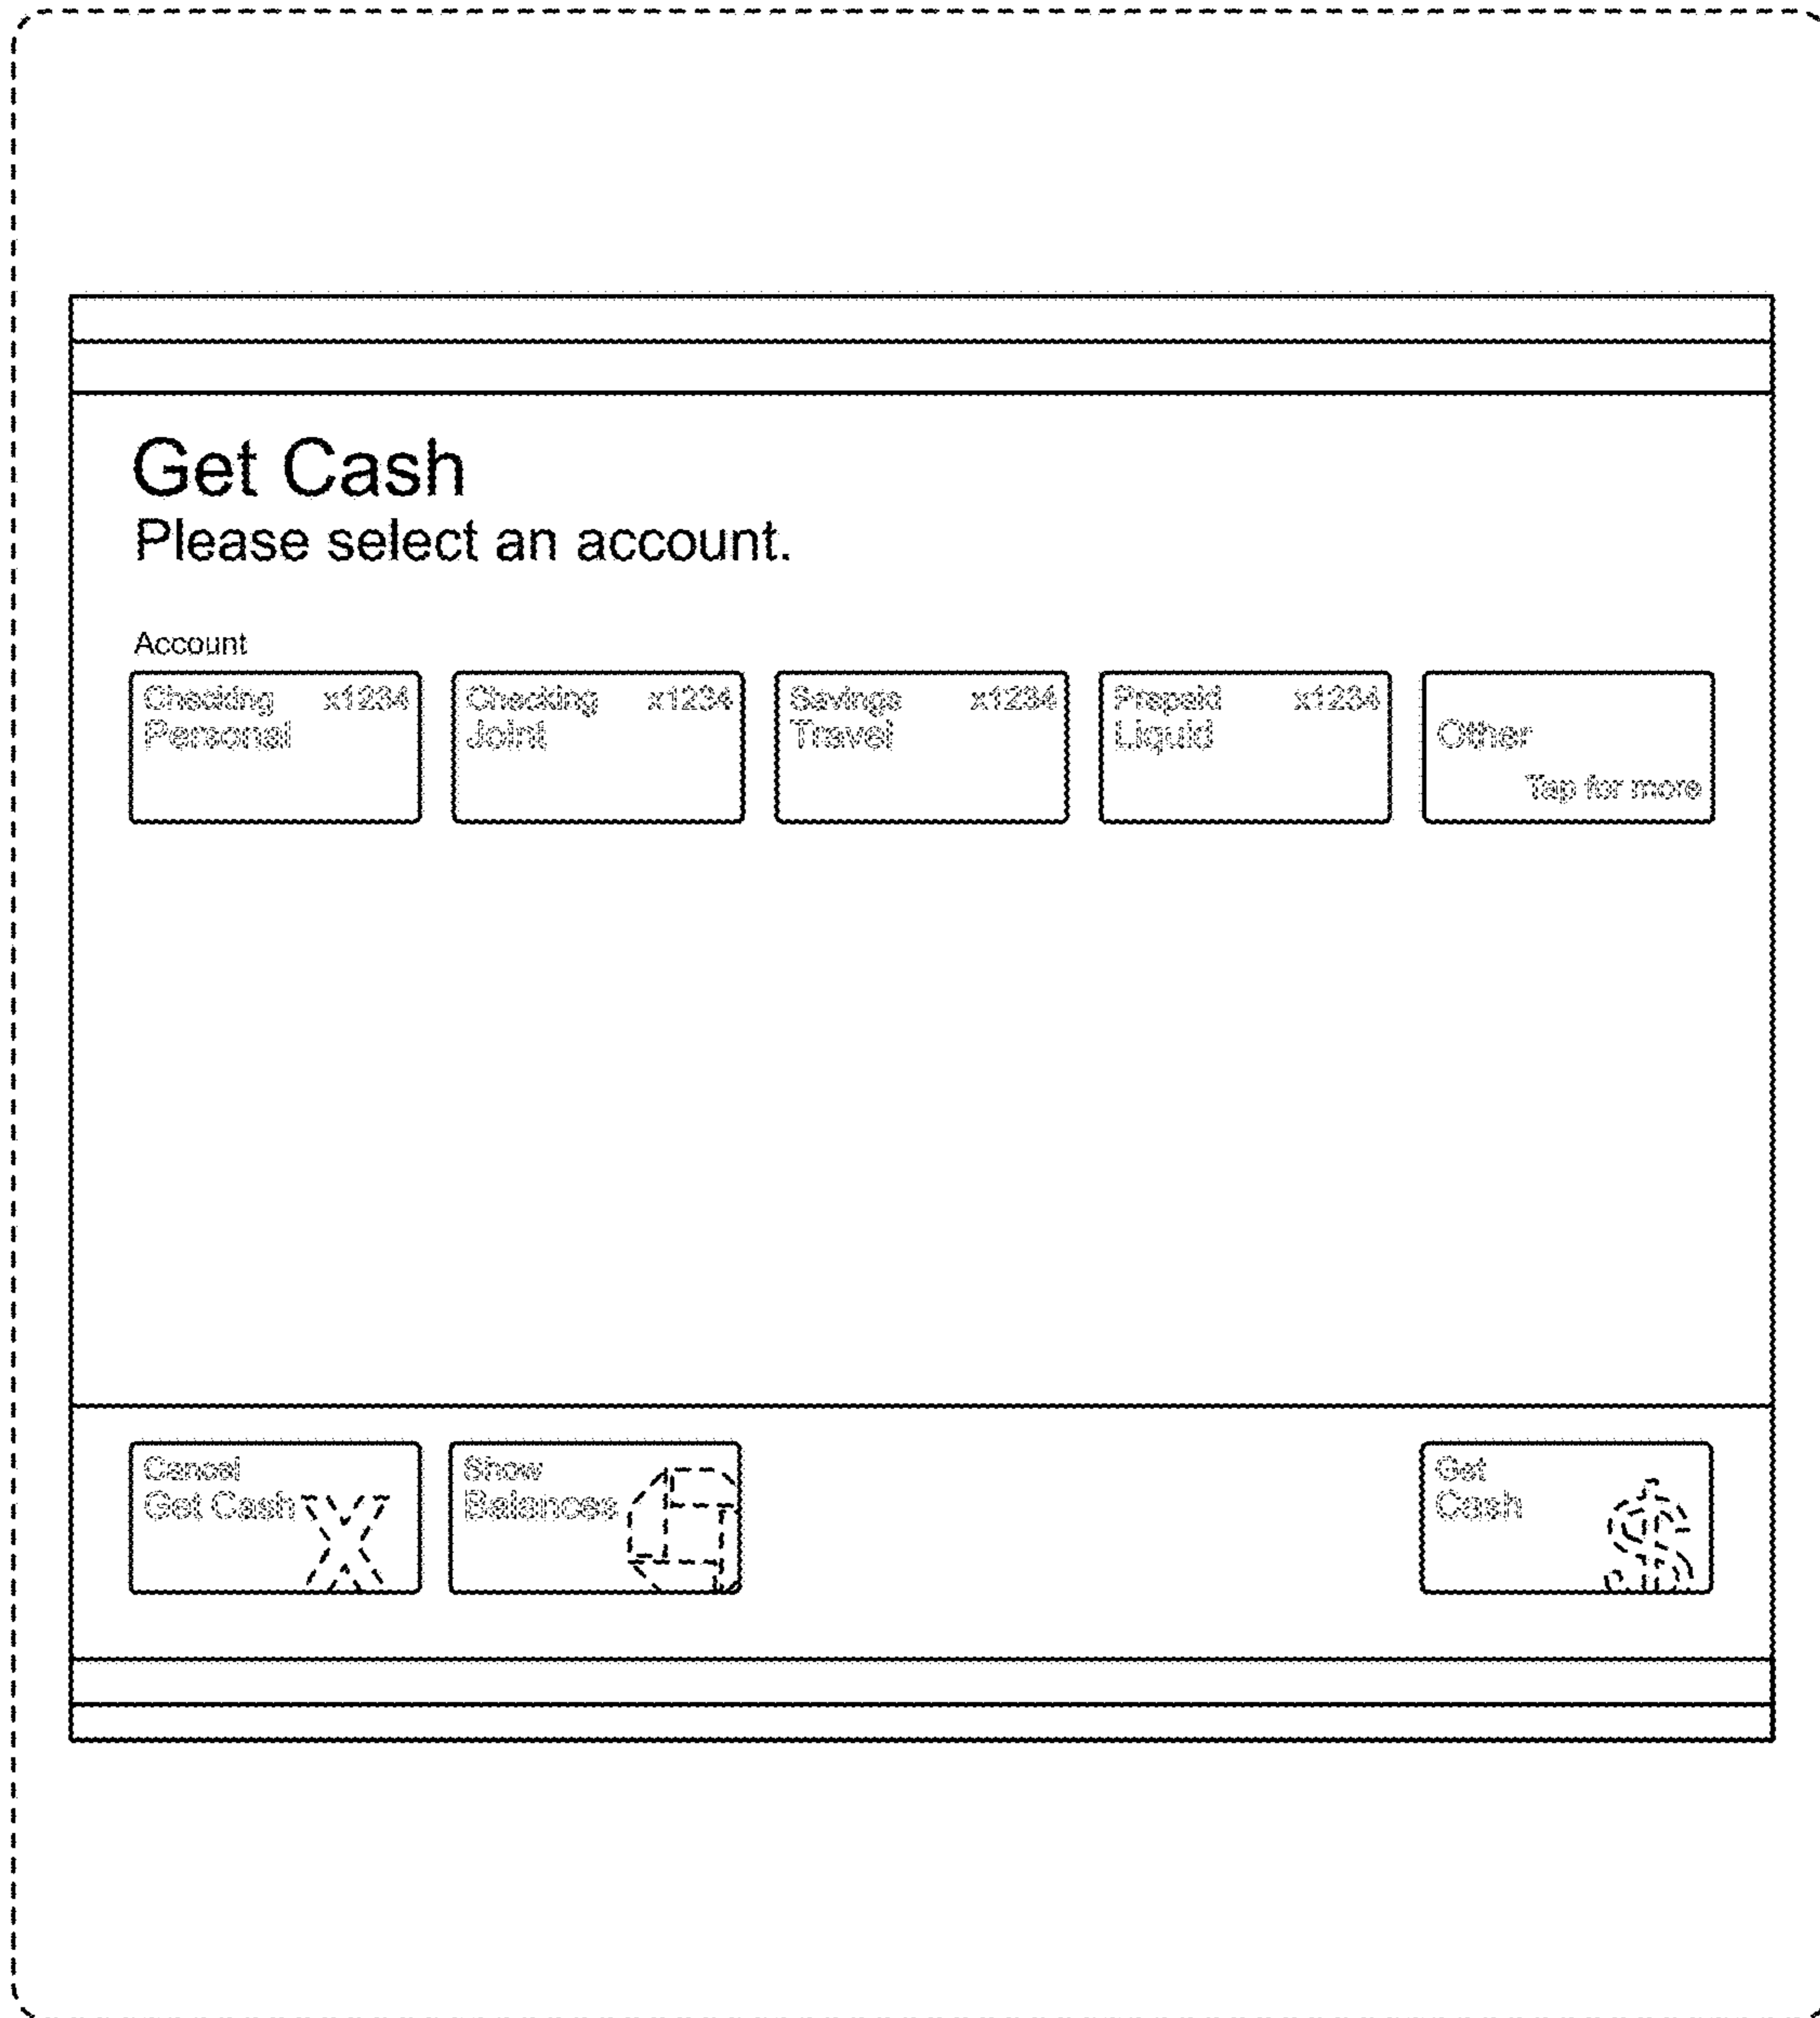 Get Cash
Please select an account.
Account
Checking x1234
Personal
Checking x1234
Joint
Savings x1234
Travel
Prepaid x1234
Liquid
Other
Tap for more
Cancel
Get Cash X
Show
Balances
Get
Cash $